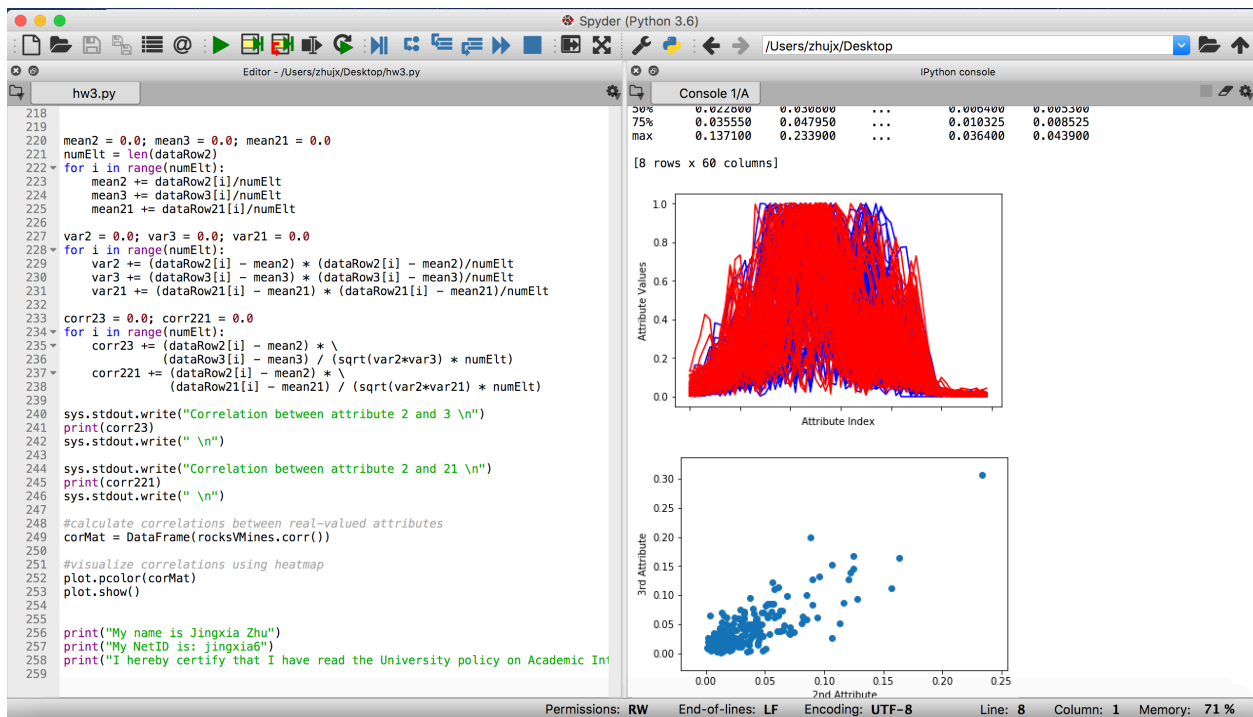 Spyder (Python 3.6)
/Users/zhujx/Desktop
Editor - /Users/zhujx/Desktop/hw3.py
hw3.py
218
219
220 mean2 = 0.0; mean3 = 0.0; mean21 = 0.0
221 numElt = len(dataRow2)
222 for i in range(numElt):
223     mean2 += dataRow2[i]/numElt
224     mean3 += dataRow3[i]/numElt
225     mean21 += dataRow21[i]/numElt
226
227 var2 = 0.0; var3 = 0.0; var21 = 0.0
228 for i in range(numElt):
229     var2 += (dataRow2[i] - mean2) * (dataRow2[i] - mean2)/numElt
230     var3 += (dataRow3[i] - mean3) * (dataRow3[i] - mean3)/numElt
231     var21 += (dataRow21[i] - mean21) * (dataRow21[i] - mean21)/numElt
232
233 corr23 = 0.0; corr221 = 0.0
234 for i in range(numElt):
235     corr23 += (dataRow2[i] - mean2) * \
236               (dataRow3[i] - mean3) / (sqrt(var2*var3) * numElt)
237     corr221 += (dataRow2[i] - mean2) * \
238                (dataRow21[i] - mean21) / (sqrt(var2*var21) * numElt)
239
240 sys.stdout.write("Correlation between attribute 2 and 3 \n")
241 print(corr23)
242 sys.stdout.write(" \n")
243
244 sys.stdout.write("Correlation between attribute 2 and 21 \n")
245 print(corr221)
246 sys.stdout.write(" \n")
247
248 #calculate correlations between real-valued attributes
249 corMat = DataFrame(rocksVMines.corr())
250
251 #visualize correlations using heatmap
252 plot.pcolor(corMat)
253 plot.show()
254
255
256 print("My name is Jingxia Zhu")
257 print("My NetID is: jingxia6")
258 print("I hereby certify that I have read the University policy on Academic Int
259
IPython console
Console 1/A
50% 0.022800 0.030800 ... 0.006400 0.005300
75% 0.035550 0.047950 ... 0.010325 0.008525
max 0.137100 0.233900 ... 0.036400 0.043900
[8 rows x 60 columns]
1.0
0.8
0.6
0.4
0.2
0.0
Attribute Values
Attribute Index
0.30
0.25
0.20
0.15
0.10
0.05
0.00
3rd Attribute
0.00 0.05 0.10 0.15 0.20 0.25
2nd Attribute
Permissions: RW End-of-lines: LF Encoding: UTF-8 Line: 8 Column: 1 Memory: 71 %